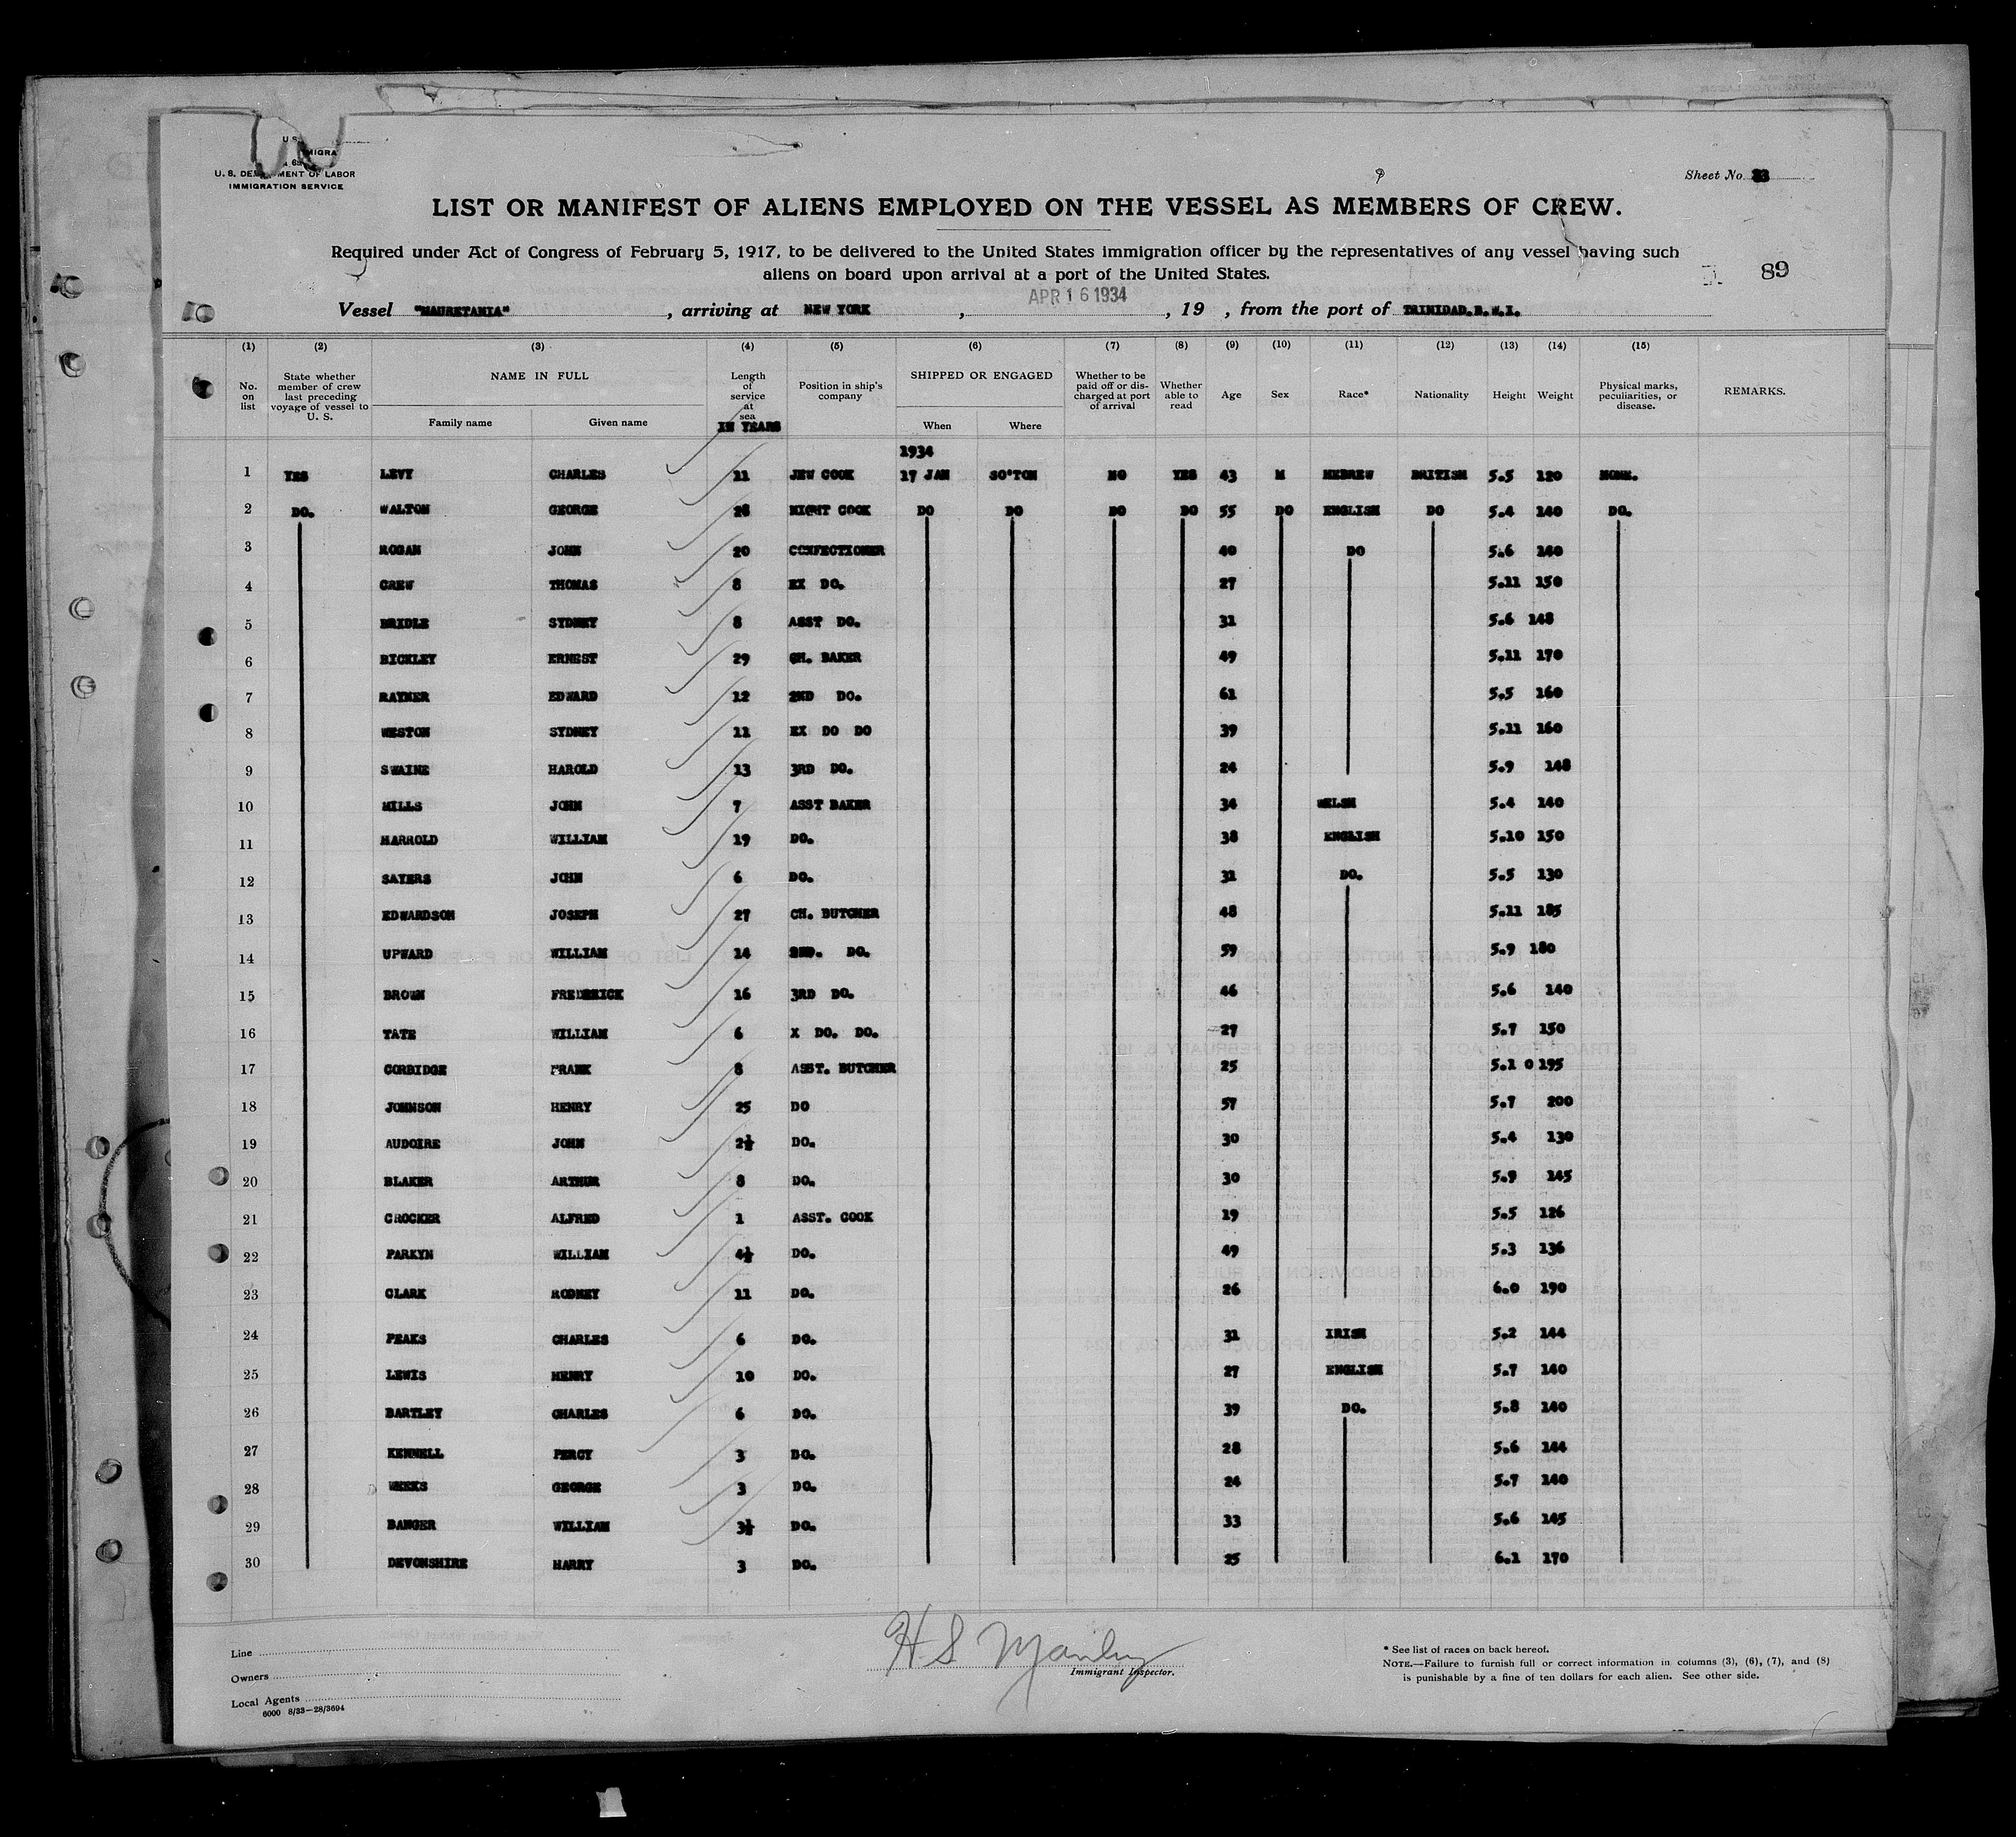 U. S.
MIGRA
U. S. DE MENT OF LABOR
IMMIGRATION SERVICE
Sheet No.
LIST OR MANIFEST OF ALIENS EMPLOYED ON THE VESSEL AS MEMBERS OF CREW.
Required under Act of Congress of February 5, 1917, to be delivered to the United States immigration officer by the representatives of any vessel having such
aliens on board upon arrival at a port of the United States.
89
Vessel "MAURETANIA", arriving at NEW YORK, APR 16 1934, 19 , from the port of TRINIDAD.B.W.I.
(1) (2) (3) (4) (5) (6) (7) (8) (9) (10) (11) (12) (13) (14) (15)
No. on list State whether member of crew last preceding voyage of vessel to U. S. NAME IN FULL Length of service at sea Position in ship's company SHIPPED OR ENGAGED Whether to be paid off or discharged at port of arrival Whether able to read Age Sex Race* Nationality Height Weight Physical marks, peculiarities, or disease. REMARKS.
Family name Given name IN YEARS When Where
1934
1 YES LEVY CHARLES 11 JEW COOK 17 JAN SO'TON NO YES 43 M HEBREW BRITISH 5.5 120 NONE.
2 DO. WALTON GEORGE 28 NIGHT COOK DO DO DO DO 55 DO ENGLISH DO 5.4 140 DO.
3 ROGAN JOHN 20 CONFECTIONER 40 DO 5.6 140
4 CREW THOMAS 8 EX DO. 27 5.11 150
5 BRIDLE SYDNEY 8 ASST DO. 31 5.6 148
6 BICKLEY ERNEST 29 CH. BAKER 49 5.11 170
7 RAYNER EDWARD 12 2ND DO. 61 5.5 160
8 WESTON SYDNEY 11 EX DO DO 39 5.11 160
9 SWAINE HAROLD 13 3RD DO. 24 5.9 148
10 MILLS JOHN 7 ASST BAKER 34 WELSH 5.4 140
11 HARROLD WILLIAM 19 DO. 38 ENGLISH 5.10 150
12 SAYERS JOHN 6 DO. 31 DO. 5.5 130
13 EDWARDSON JOSEPH 27 CH. BUTCHER 48 5.11 185
14 UPWARD WILLIAM 14 2ND. DO. 59 5.9 180
15 BROWN FREDERICK 16 3RD DO. 46 5.6 140
16 TATE WILLIAM 6 X DO. DO. 27 5.7 150
17 CORBIDGE FRANK 8 ASST. BUTCHER 25 5.1 0 195
18 JOHNSON HENRY 25 DO 57 5.7 200
19 AUDOIRE JOHN 2½ DO. 30 5.4 130
20 BLAKER ARTHUR 8 DO. 30 5.9 145
21 CROCKER ALFRED 1 ASST. COOK 19 5.5 126
22 PARKYN WILLIAM 4½ DO. 49 5.3 136
23 CLARK RODNEY 11 DO. 26 6.0 190
24 PEAKS CHARLES 6 DO. 31 IRISH 5.2 144
25 LEWIS HENRY 10 DO. 27 ENGLISH 5.7 140
26 BARTLEY CHARLES 6 DO. 39 DO. 5.8 140
27 KENNELL PERCY 3 DO. 28 5.6 144
28 WEEKS GEORGE 3 DO. 24 5.7 140
29 BANGER WILLIAM 3½ DO. 33 5.6 145
30 DEVONSHIRE HARRY 3 DO. 25 6.1 170
Line
Owners
Local Agents
6000 8/33—28/3694
H S Manley
Immigrant Inspector.
* See list of races on back hereof.
NOTE.—Failure to furnish full or correct information in columns (3), (6), (7), and (8)
is punishable by a fine of ten dollars for each alien. See other side.